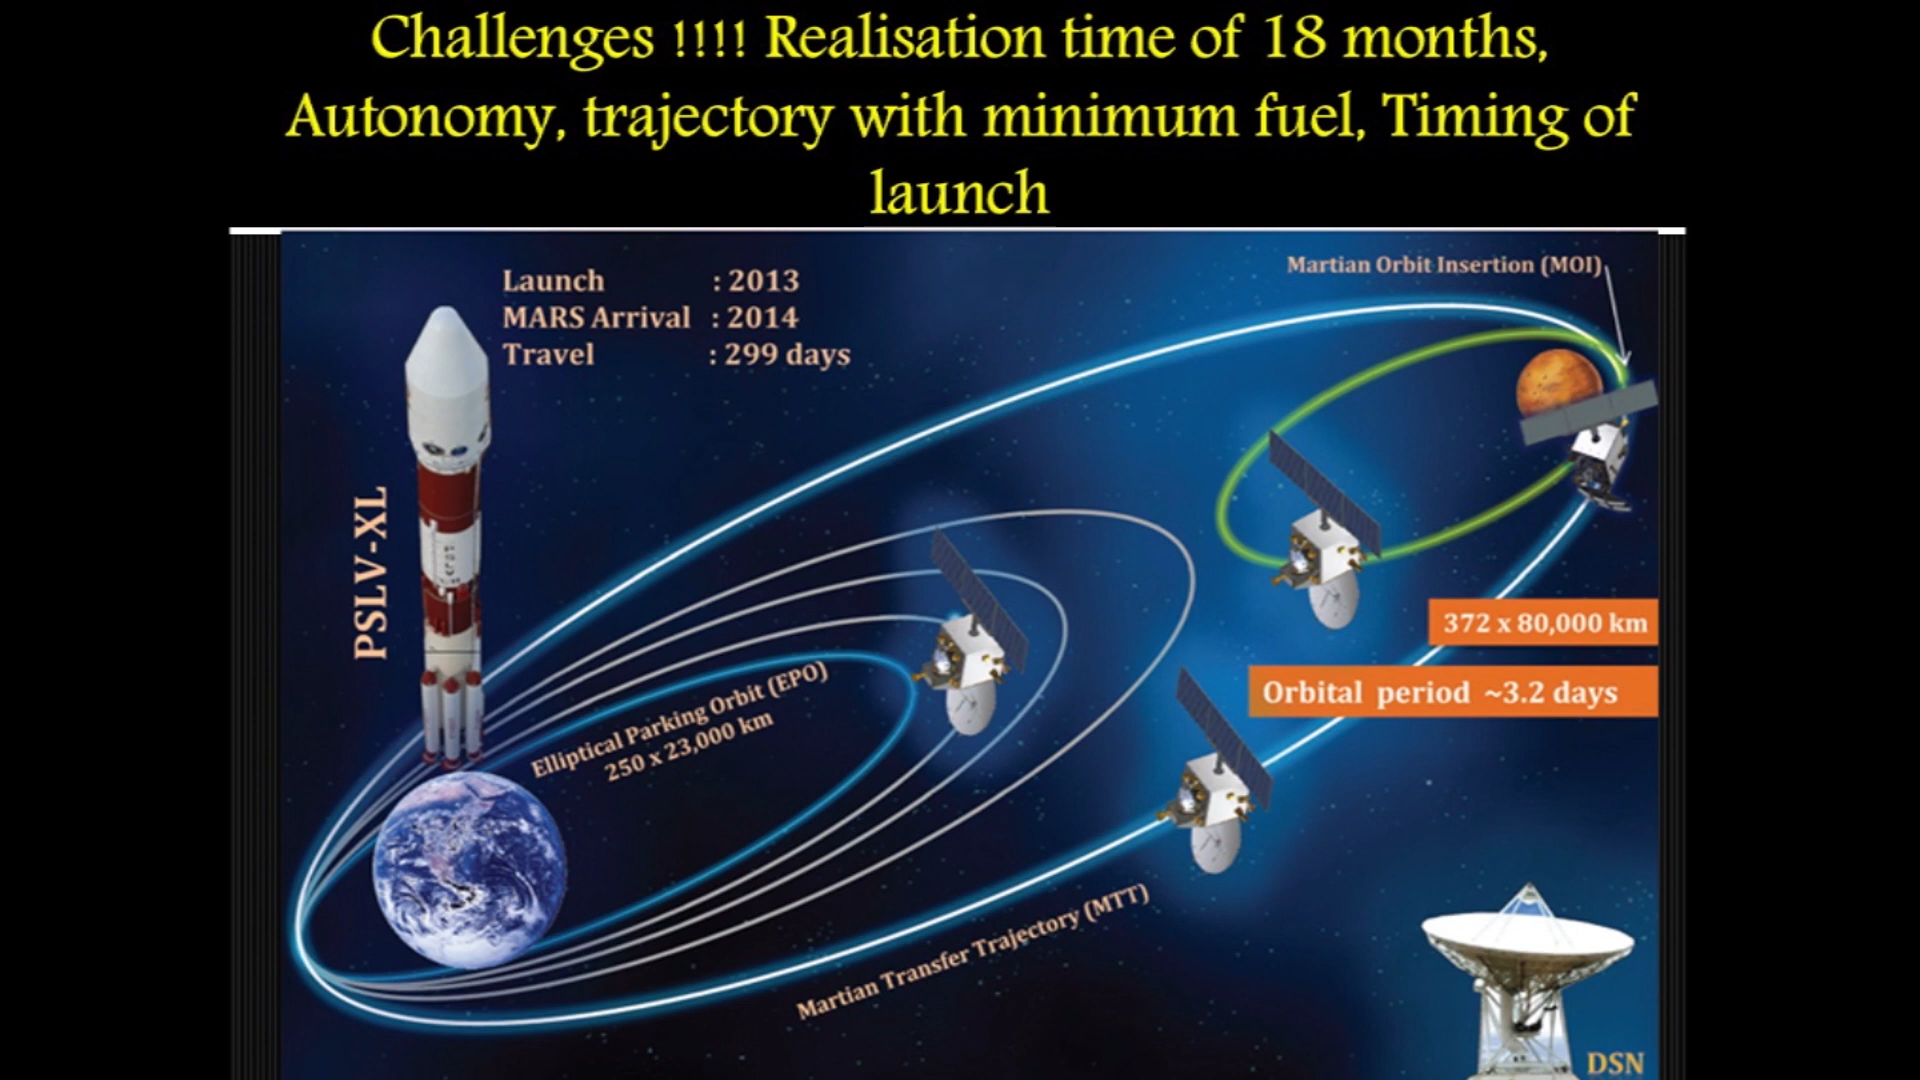 Challenges !!!! Realisation time of 18 months,
Autonomy, trajectory with minimum fuel, Timing of
launch
Launch : 2013
MARS Arrival : 2014
Travel : 299 days
Martian Orbit Insertion (MOI)
PSLV-XL
Elliptical Parking Orbit (EPO)
250 x 23,000 km
372 x 80,000 km
Orbital period ~3.2 days
Martian Transfer Trajectory (MTT)
DSN